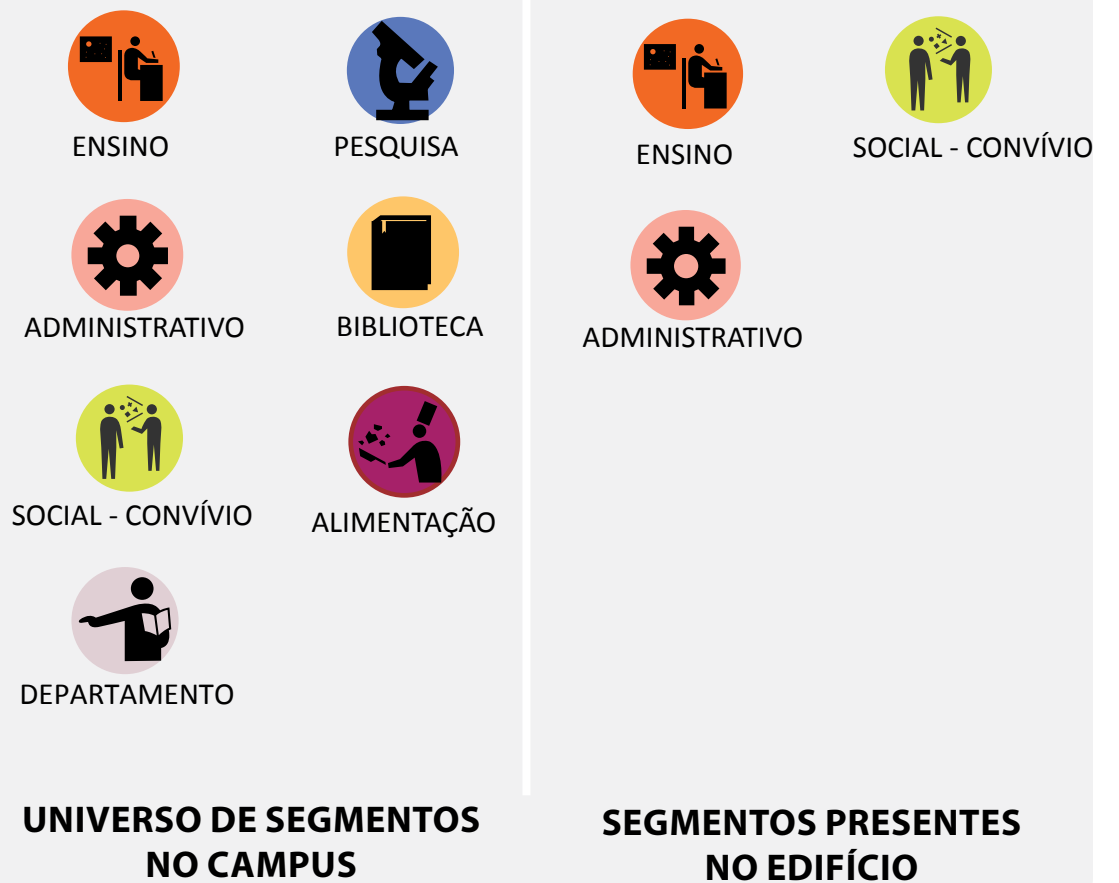 ENSINO
PESQUISA
ADMINISTRATIVO
BIBLIOTECA
SOCIAL - CONVÍVIO
ALIMENTAÇÃO
DEPARTAMENTO
UNIVERSO DE SEGMENTOS
NO CAMPUS
ENSINO
SOCIAL - CONVÍVIO
ADMINISTRATIVO
SEGMENTOS PRESENTES
NO EDIFÍCIO